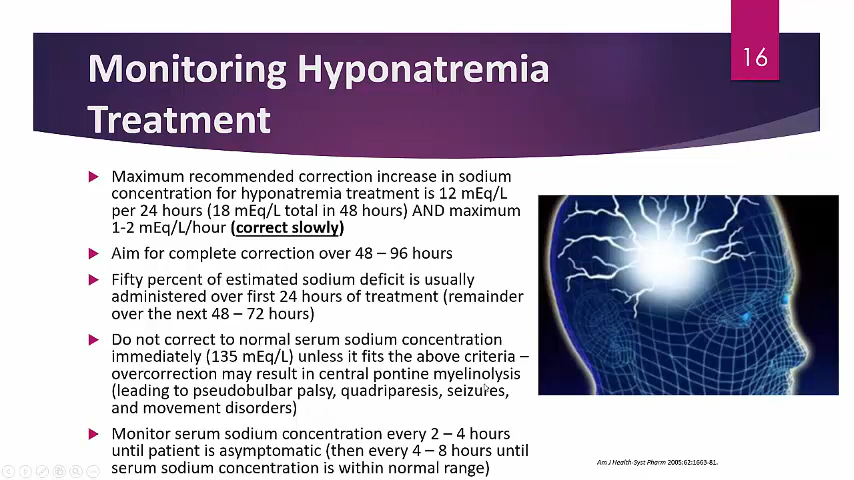 16
Monitoring Hyponatremia
Treatment
Maximum recommended correction increase in sodium
concentration for hyponatremia treatment is 12 mEq/L
per 24 hours (18 mEq/L total in 48 hours) AND maximum
1-2 mEq/L/hour (correct slowly)
Aim for complete correction over 48 – 96 hours
Fifty percent of estimated sodium deficit is usually
administered over first 24 hours of treatment (remainder
over the next 48 – 72 hours)
Do not correct to normal serum sodium concentration
immediately (135 mEq/L) unless it fits the above criteria –
overcorrection may result in central pontine myelinolysis
(leading to pseudobulbar palsy, quadriparesis, seizures,
and movement disorders)
Monitor serum sodium concentration every 2 – 4 hours
until patient is asymptomatic (then every 4 – 8 hours until
serum sodium concentration is within normal range)
Am J Health-Syst Pharm 2005;62:1663-81.